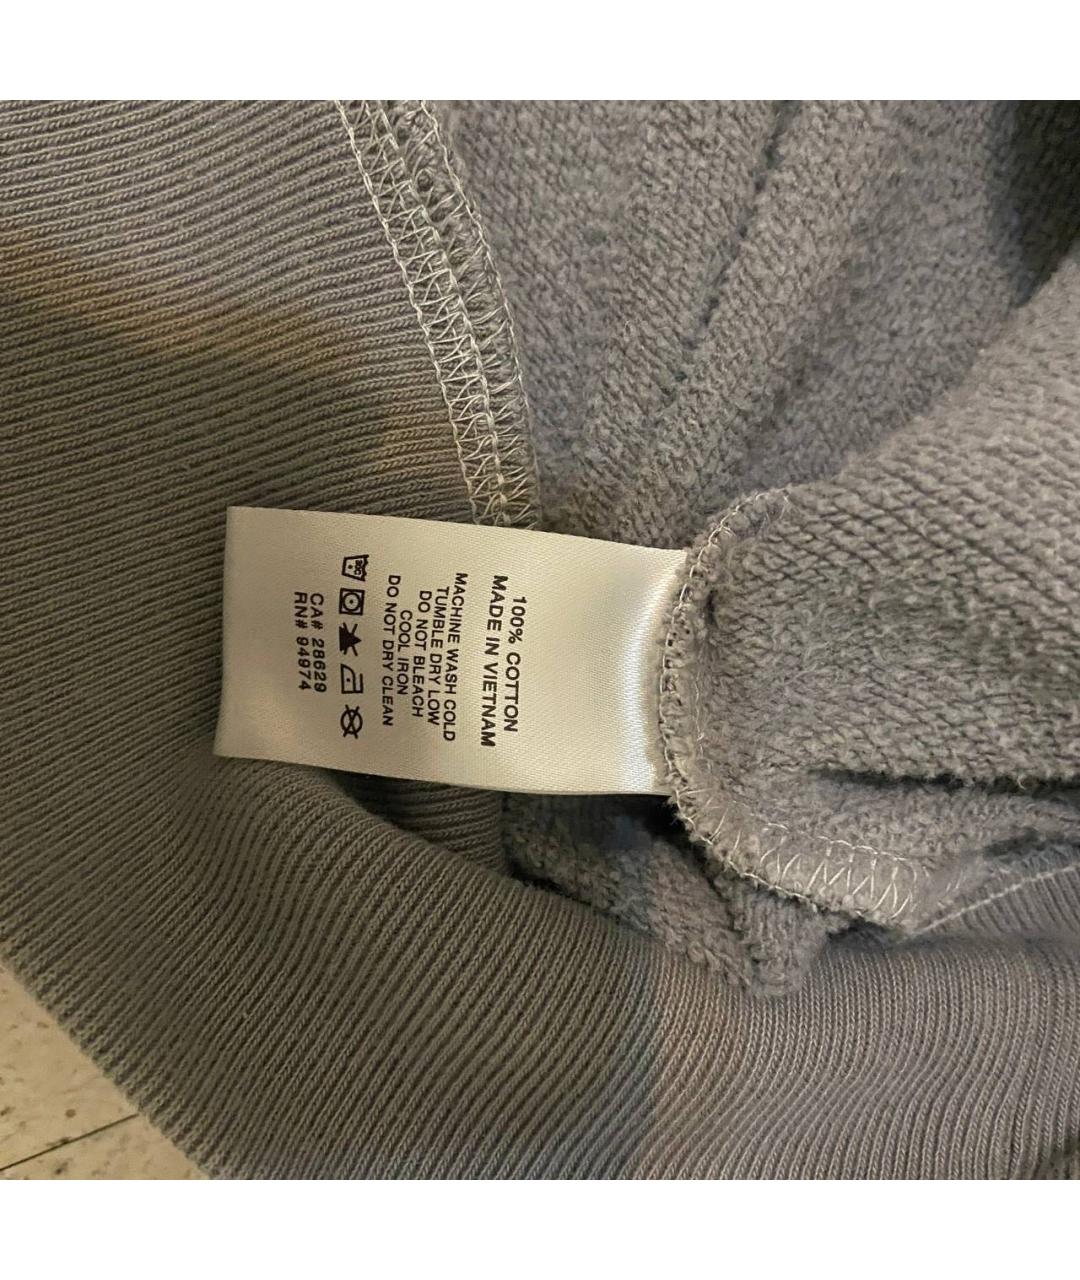 100% COTTON
MADE IN VIETNAM
MACHINE WASH COLD
TUMBLE DRY LOW
DO NOT BLEACH
COOL IRON
DO NOT DRY CLEAN
30C
CA# 28629
RN# 94974